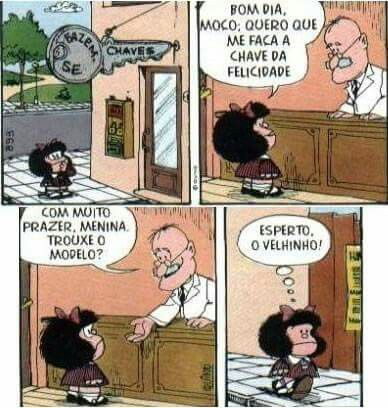 FAZEM
SE
CHAVES
BOM DIA,
MOÇO; QUERO QUE
ME FAÇA A
CHAVE DA
FELICIDADE
COM MUITO
PRAZER, MENINA.
TROUXE O
MODELO?
ESPERTO,
O VELHINHO!